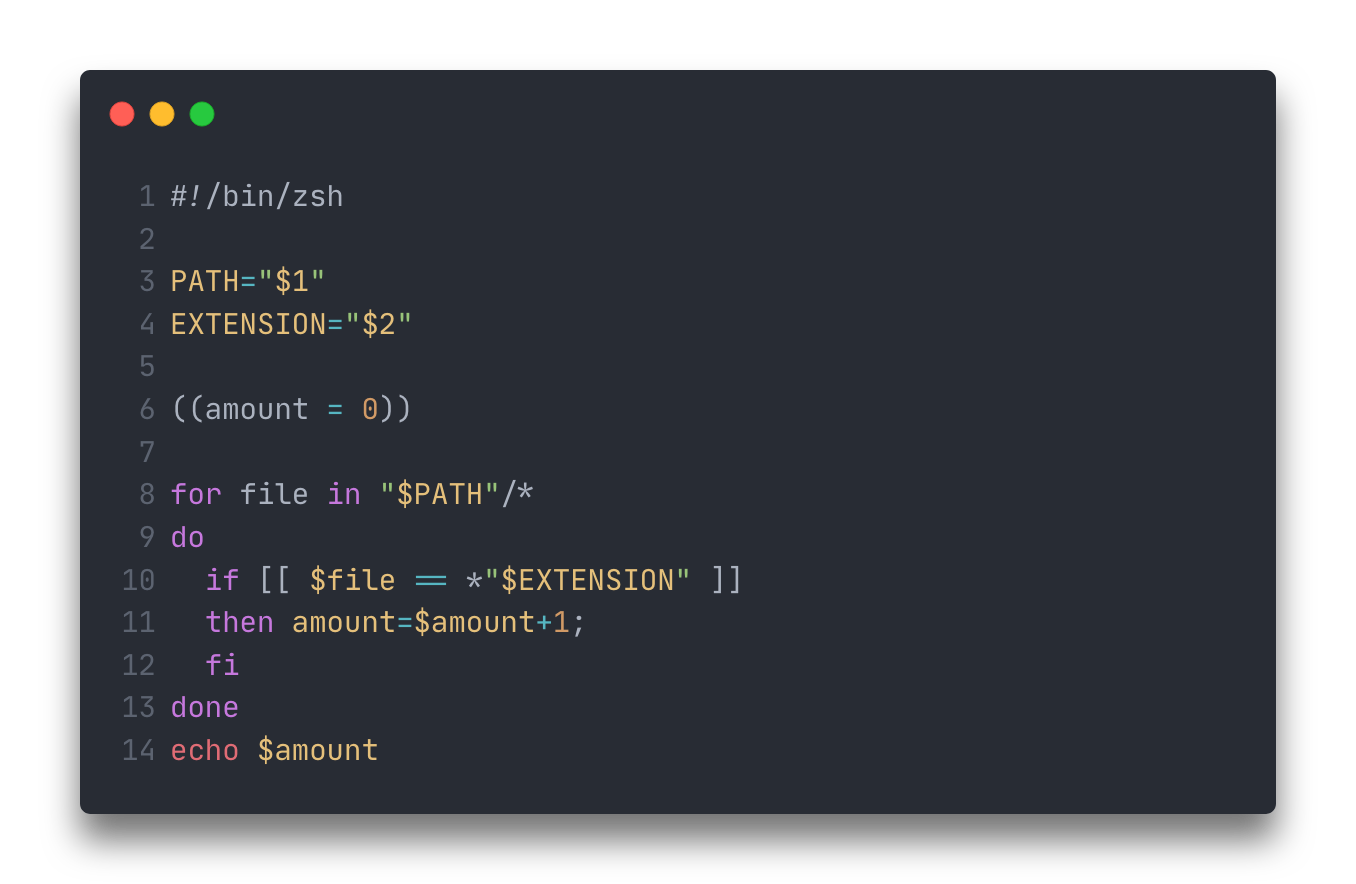 1 #!/bin/zsh
2
3 PATH="$1"
4 EXTENSION="$2"
5
6 ((amount = 0))
7
8 for file in "$PATH"/*
9 do
10   if [[ $file == *"$EXTENSION" ]]
11   then amount=$amount+1;
12   fi
13 done
14 echo $amount